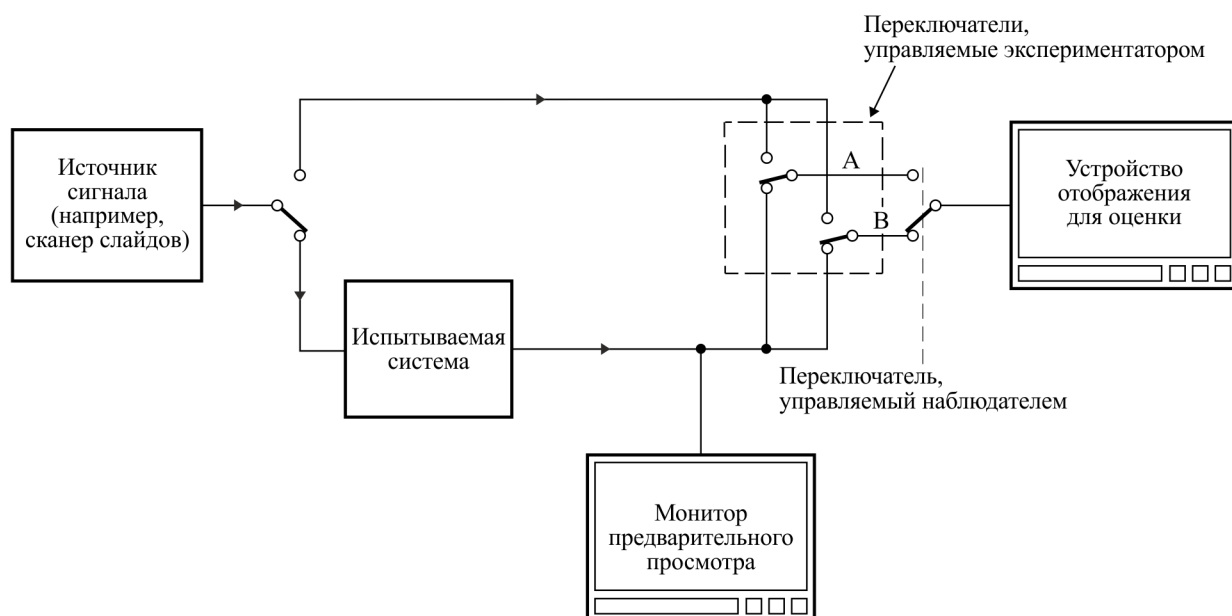 Переключатели,
управляемые экспериментатором
Источник
сигнала
(например,
сканер слайдов)
A
B
Устройство
отображения
для оценки
Испытываемая
система
Переключатель,
управляемый наблюдателем
Монитор
предварительного
просмотра